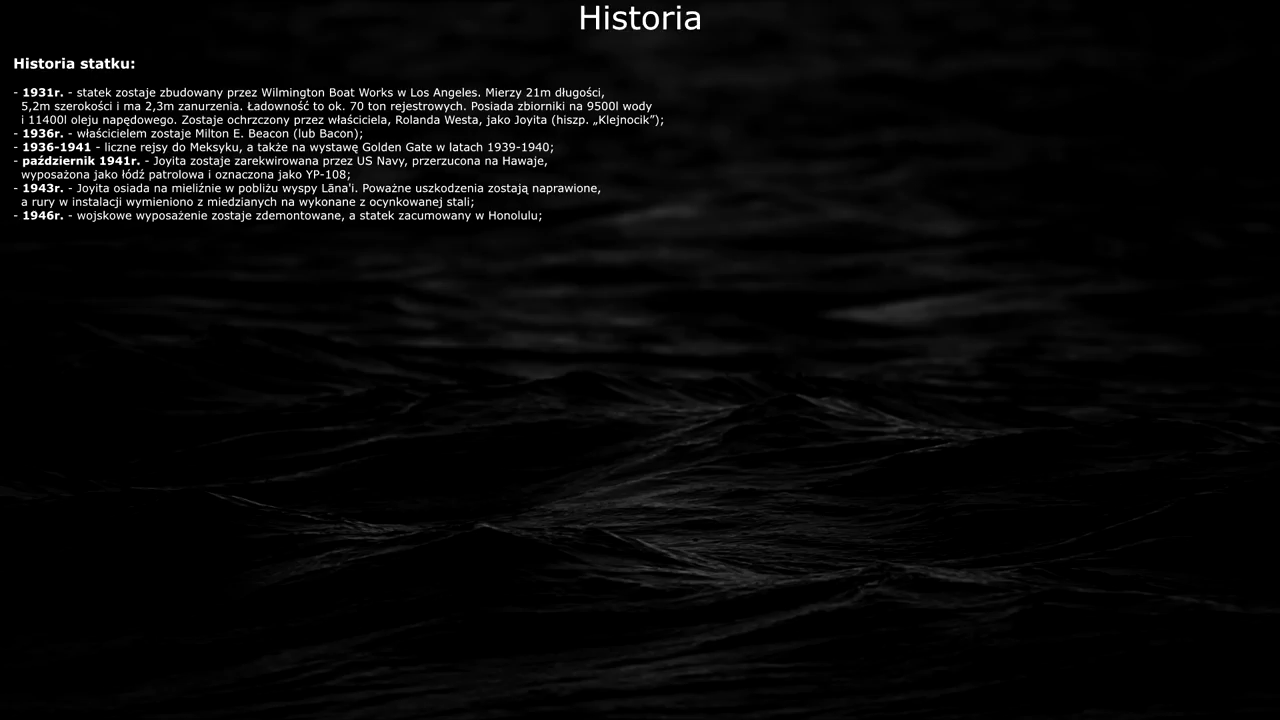 Historia
Historia statku:
- 1931r. - statek zostaje zbudowany przez Wilmington Boat Works w Los Angeles. Mierzy 21m długości,
5,2m szerokości i ma 2,3m zanurzenia. Ładowność to ok. 70 ton rejestrowych. Posiada zbiorniki na 9500l wody
i 11400l oleju napędowego. Zostaje ochrzczony przez właściciela, Rolanda Westa, jako Joyita (hiszp. „Klejnocik”);
- 1936r. - właścicielem zostaje Milton E. Beacon (lub Bacon);
- 1936-1941 - liczne rejsy do Meksyku, a także na wystawę Golden Gate w latach 1939-1940;
- październik 1941r. - Joyita zostaje zarekwirowana przez US Navy, przerzucona na Hawaje,
wyposażona jako łódź patrolowa i oznaczona jako YP-108;
- 1943r. - Joyita osiada na mieliźnie w pobliżu wyspy Lāna'i. Poważne uszkodzenia zostają naprawione,
a rury w instalacji wymieniono z miedzianych na wykonane z ocynkowanej stali;
- 1946r. - wojskowe wyposażenie zostaje zdemontowane, a statek zacumowany w Honolulu;